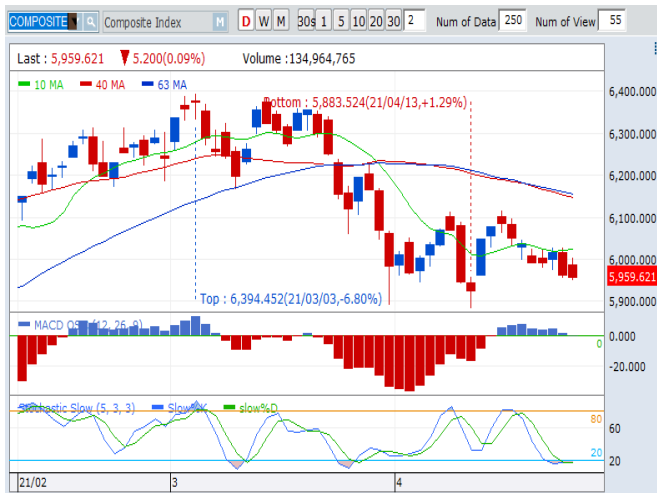 COMPOSITE Composite Index M D W M 30s 1 5 10 20 30 2 Num of Data 250 Num of View 55
Last : 5,959.621 ▼ 5.200(0.09%) Volume :134,964,765
10 MA 40 MA 63 MA
Bottom : 5,883.524(21/04/13,+1.29%)
6,400.000
6,300.000
6,200.000
6,100.000
6,000.000
5,959.621
5,900.000
Top : 6,394.452(21/03/03,-6.80%)
MACD OSC(12, 26, 9)
0
0.000
-20.000
Stochastic Slow (5, 3, 3) Slow%K slow%D
80
60
20
20
21/02 3 4